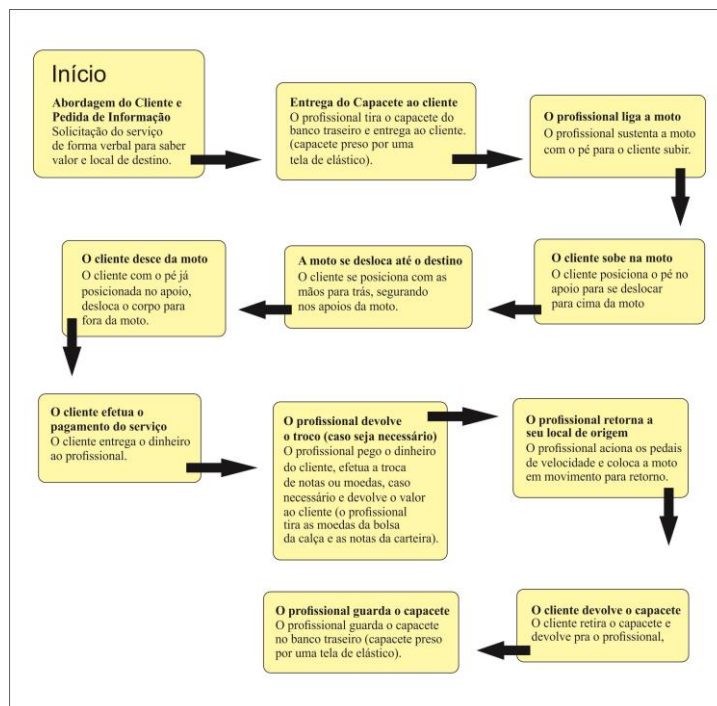 Início
Abordagem do Cliente e
Pedida de Informação
Solicitação do serviço
de forma verbal para saber
valor e local de destino.
Entrega do Capacete ao cliente
O profissional tira o capacete do
banco traseiro e entrega ao cliente.
(capacete preso por uma
tela de elástico).
O profissional liga a moto
O profissional sustenta a moto
com o pé para o cliente subir.
O cliente sobe na moto
O cliente posiciona o pé no
apoio para se deslocar
para cima da moto
A moto se desloca até o destino
O cliente se posiciona com as
mãos para trás, segurando
nos apoios da moto.
O cliente desce da moto
O cliente com o pé já
posicionada no apoio,
desloca o corpo para
fora da moto.
O cliente efetua o
pagamento do serviço
O cliente entrega o dinheiro
ao profissional.
O profissional devolve
o troco (caso seja necessário)
O profissional pego o dinheiro
do cliente, efetua a troca
de notas ou moedas, caso
necessário e devolve o valor
ao cliente (o profissional
tira as moedas da bolsa
da calça e as notas da carteira).
O profissional retorna a
seu local de origem
O profissional aciona os pedais
de velocidade e coloca a moto
em movimento para retorno.
O cliente devolve o capacete
O cliente retira o capacete e
devolve pra o profissional,
O profissional guarda o capacete
O profissional guarda o capacete
no banco traseiro (capacete preso
por uma tela de elástico).